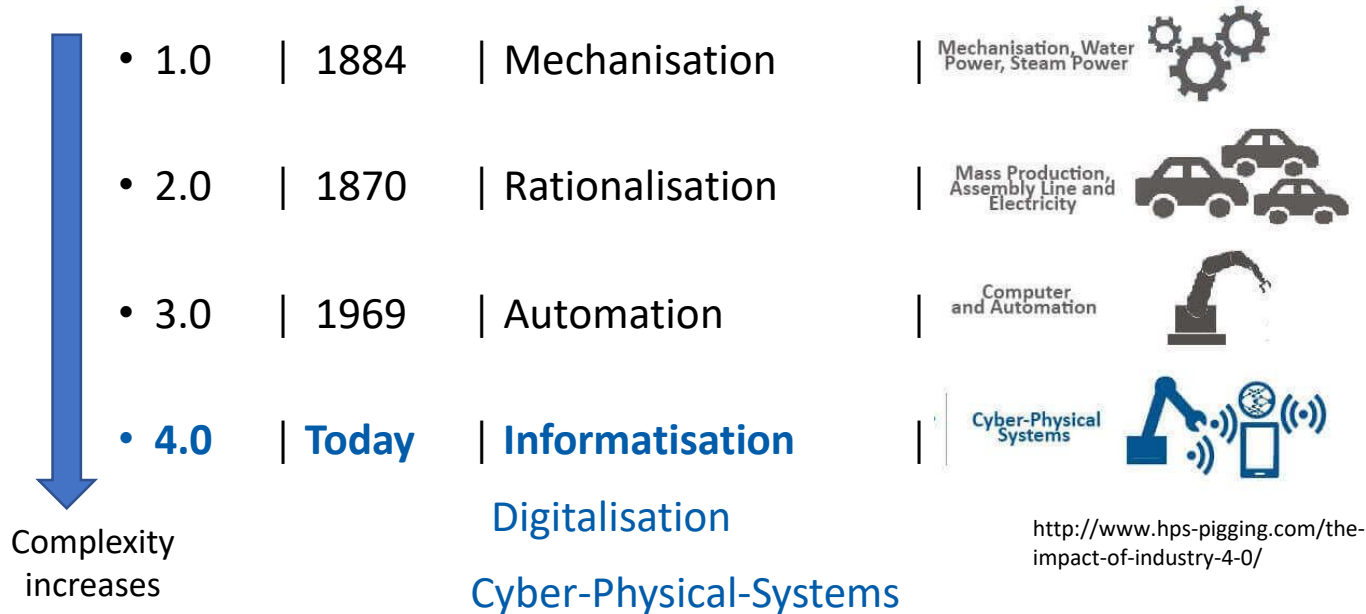 • 1.0 | 1884 | Mechanisation | Mechanisation, Water
Power, Steam Power
• 2.0 | 1870 | Rationalisation | Mass Production,
Assembly Line and
Electricity
• 3.0 | 1969 | Automation | Computer
and Automation
• 4.0 | Today | Informatisation | Cyber-Physical
Systems
Digitalisation
Cyber-Physical-Systems
Complexity
increases
http://www.hps-pigging.com/the-
impact-of-industry-4-0/